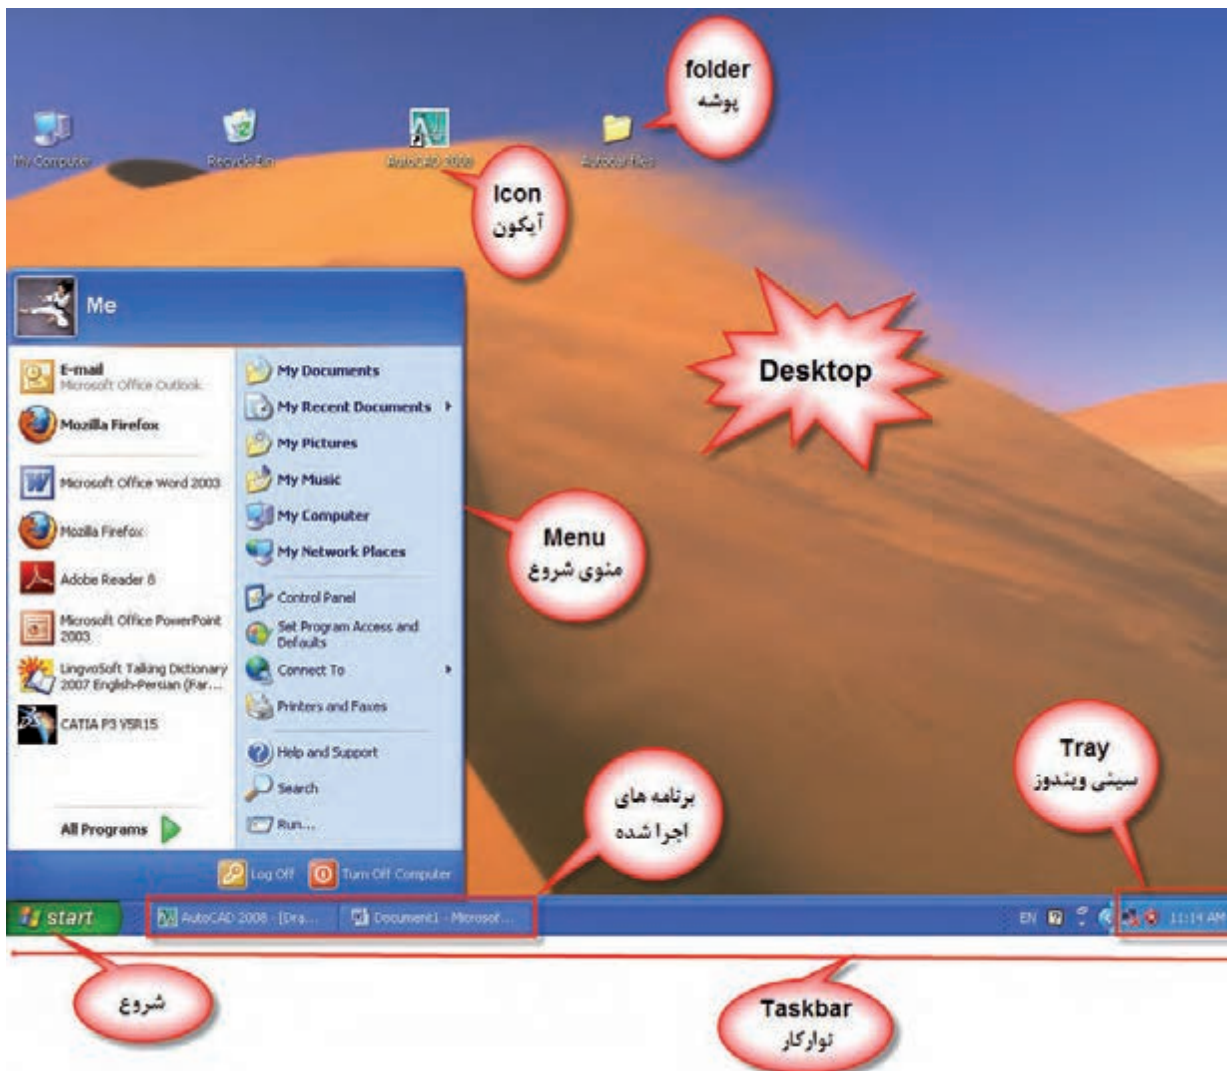 folder
پوشه
My Computer
Recycle Bin
AutoCAD 2008
Icon
آیکون
Me
Desktop
E-mail
Microsoft Office Outlook
Mozilla Firefox
Microsoft Office Word 2003
Mozilla Firefox
Adobe Reader 8
Microsoft Office PowerPoint
2003
LingvoSoft Talking Dictionary
2007 English-Persian (Far...
CATIA P3 V5R15
All Programs
My Documents
My Recent Documents
My Pictures
My Music
My Computer
My Network Places
Control Panel
Set Program Access and
Defaults
Connect To
Printers and Faxes
Help and Support
Search
Run...
Log Off
Turn Off Computer
Menu
منوی شروع
برنامه های
اجرا شده
Tray
سینی ویندوز
start
AutoCAD 2008 - [Dra...
Document1 - Microsof...
EN
11:14 AM
شروع
Taskbar
نوارکار